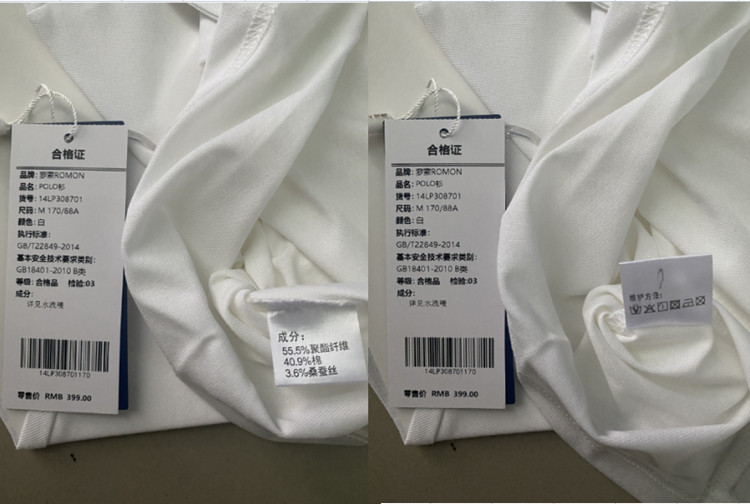 合格证
品牌: 罗蒙ROMON
品名: POLO衫
货号: 14LP308701
尺码: M 170/88A
颜色: 白
执行标准:
GB/T22849-2014
基本安全技术要求类别:
GB18401-2010 B类
等级: 合格品 检验:03
成分:
详见水洗唛
14LP308701170
零售价 RMB 399.00
成分:
55.5%聚酯纤维
40.9%棉
3.6%桑蚕丝
合格证
品牌: 罗蒙ROMON
品名: POLO衫
货号: 14LP308701
尺码: M 170/88A
颜色: 白
执行标准:
GB/T22849-2014
基本安全技术要求类别:
GB18401-2010 B类
等级: 合格品 检验:03
成分:
详见水洗唛
14LP308701170
零售价 RMB 399.00
维护方法: